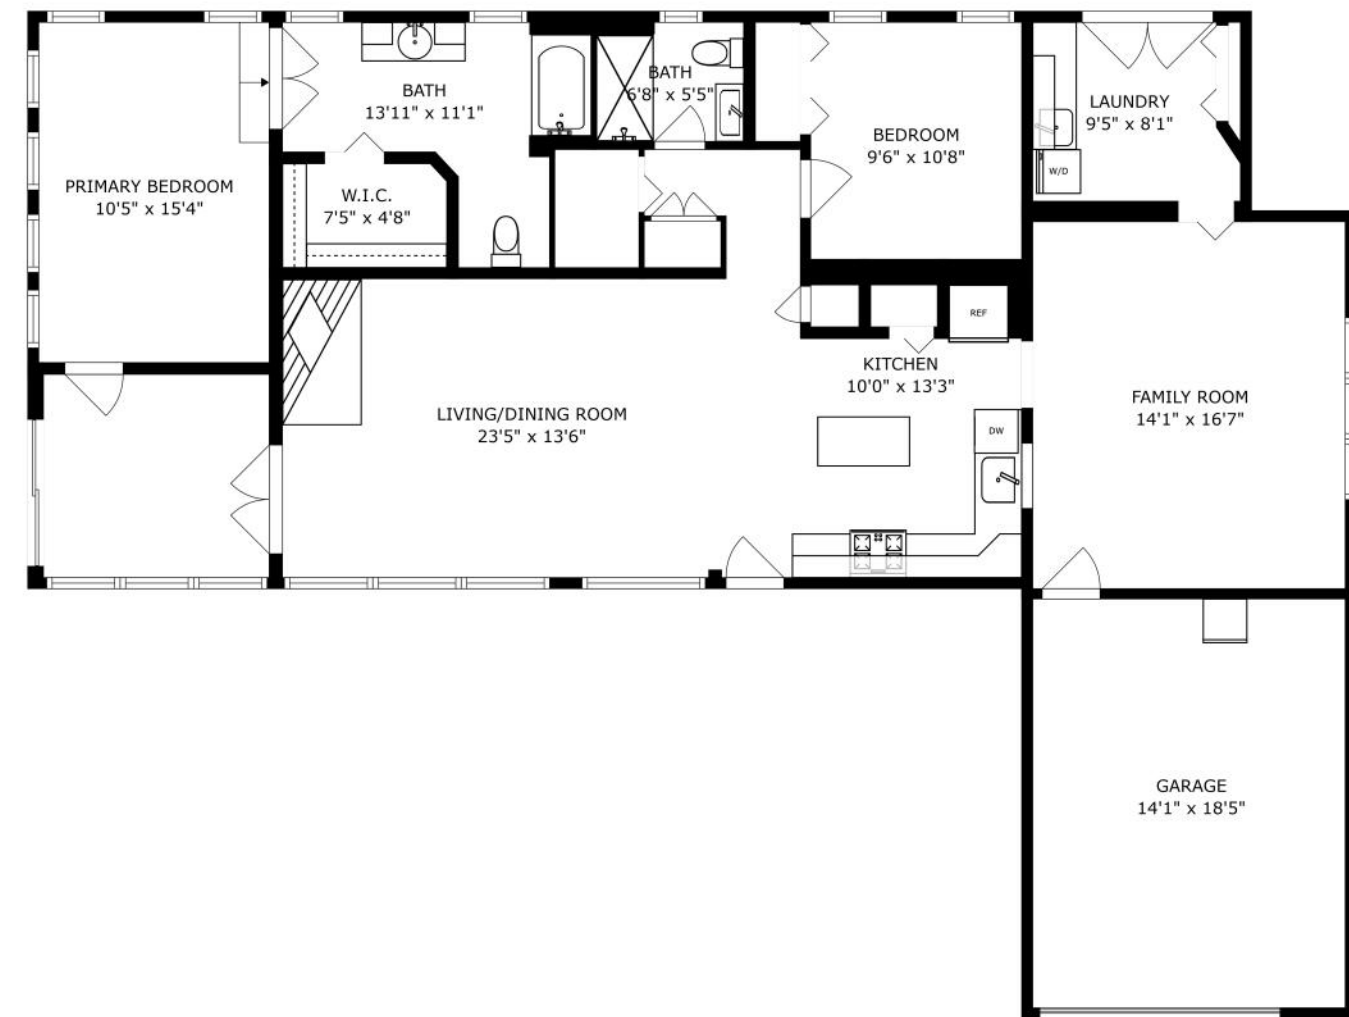 PRIMARY BEDROOM
10'5" x 15'4"
BATH
13'11" x 11'1"
W.I.C.
7'5" x 4'8"
BATH
6'8" x 5'5"
BEDROOM
9'6" x 10'8"
LAUNDRY
9'5" x 8'1"
W/D
REF
KITCHEN
10'0" x 13'3"
LIVING/DINING ROOM
23'5" x 13'6"
DW
FAMILY ROOM
14'1" x 16'7"
GARAGE
14'1" x 18'5"